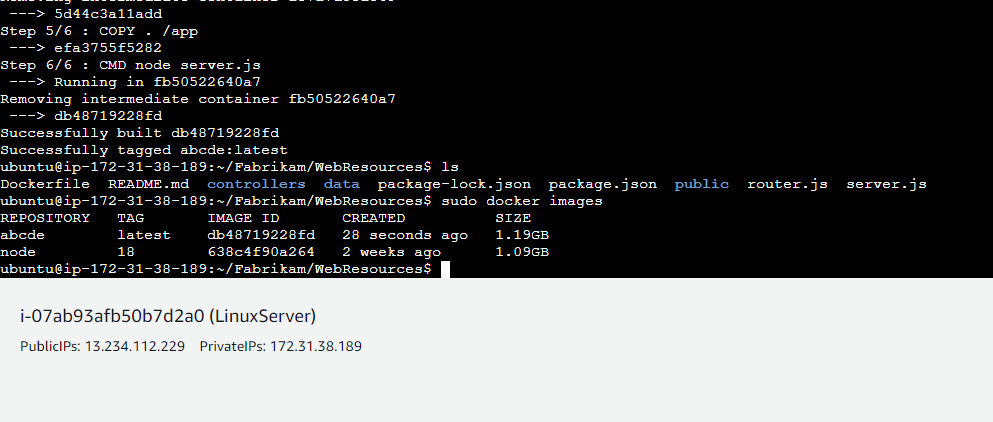 Removing intermediate container
---> 5d44c3a11add
Step 5/6 : COPY . /app
---> efa3755f5282
Step 6/6 : CMD node server.js
---> Running in fb50522640a7
Removing intermediate container fb50522640a7
---> db48719228fd
Successfully built db48719228fd
Successfully tagged abcde:latest
ubuntu@ip-172-31-38-189:~/Fabrikam/WebResources$ ls
Dockerfile README.md controllers data package-lock.json package.json public router.js server.js
ubuntu@ip-172-31-38-189:~/Fabrikam/WebResources$ sudo docker images
REPOSITORY TAG IMAGE ID CREATED SIZE
abcde latest db48719228fd 28 seconds ago 1.19GB
node 18 638c4f90a264 2 weeks ago 1.09GB
ubuntu@ip-172-31-38-189:~/Fabrikam/WebResources$
i-07ab93afb50b7d2a0 (LinuxServer)
PublicIPs: 13.234.112.229 PrivateIPs: 172.31.38.189